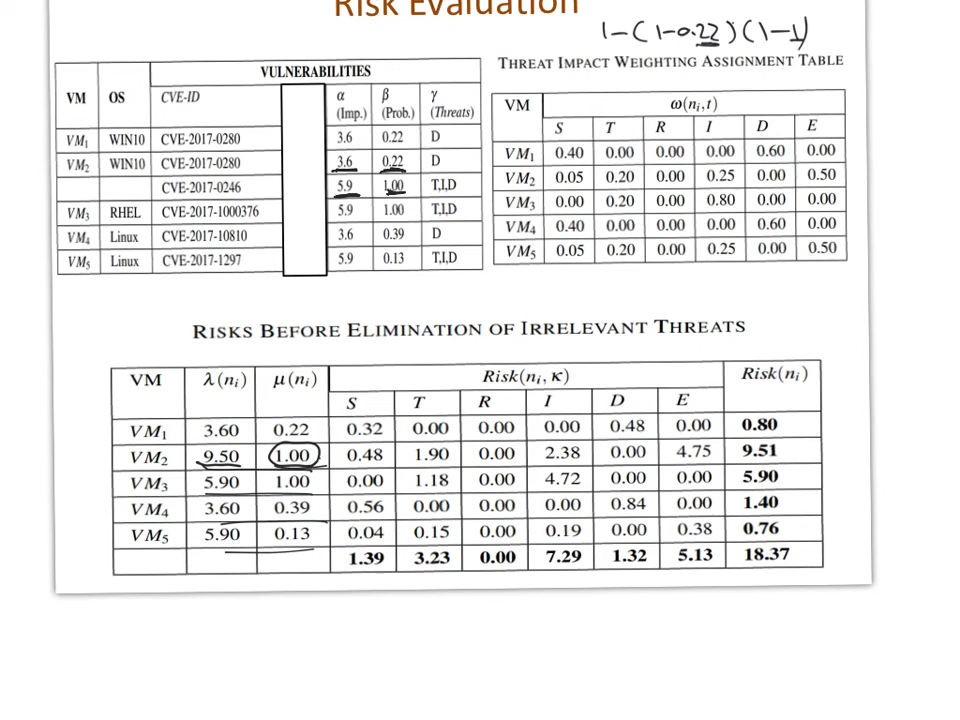 Risk Evaluation
1-(1-0.22)(1-1)
VULNERABILITIES
VM OS CVE-ID α (Imp.) β (Prob.) γ (Threats)
VM₁ WIN10 CVE-2017-0280 3.6 0.22 D
VM₂ WIN10 CVE-2017-0280 3.6 0.22 D
CVE-2017-0246 5.9 1.00 T,I,D
VM₃ RHEL CVE-2017-1000376 5.9 1.00 T,I,D
VM₄ Linux CVE-2017-10810 3.6 0.39 D
VM₅ Linux CVE-2017-1297 5.9 0.13 T,I,D
THREAT IMPACT WEIGHTING ASSIGNMENT TABLE
VM ω(nᵢ,t)
S T R I D E
VM₁ 0.40 0.00 0.00 0.00 0.60 0.00
VM₂ 0.05 0.20 0.00 0.25 0.00 0.50
VM₃ 0.00 0.20 0.00 0.80 0.00 0.00
VM₄ 0.40 0.00 0.00 0.00 0.60 0.00
VM₅ 0.05 0.20 0.00 0.25 0.00 0.50
RISKS BEFORE ELIMINATION OF IRRELEVANT THREATS
VM λ(nᵢ) μ(nᵢ) Risk(nᵢ, κ) Risk(nᵢ)
S T R I D E
VM₁ 3.60 0.22 0.32 0.00 0.00 0.00 0.48 0.00 0.80
VM₂ 9.50 1.00 0.48 1.90 0.00 2.38 0.00 4.75 9.51
VM₃ 5.90 1.00 0.00 1.18 0.00 4.72 0.00 0.00 5.90
VM₄ 3.60 0.39 0.56 0.00 0.00 0.00 0.84 0.00 1.40
VM₅ 5.90 0.13 0.04 0.15 0.00 0.19 0.00 0.38 0.76
1.39 3.23 0.00 7.29 1.32 5.13 18.37